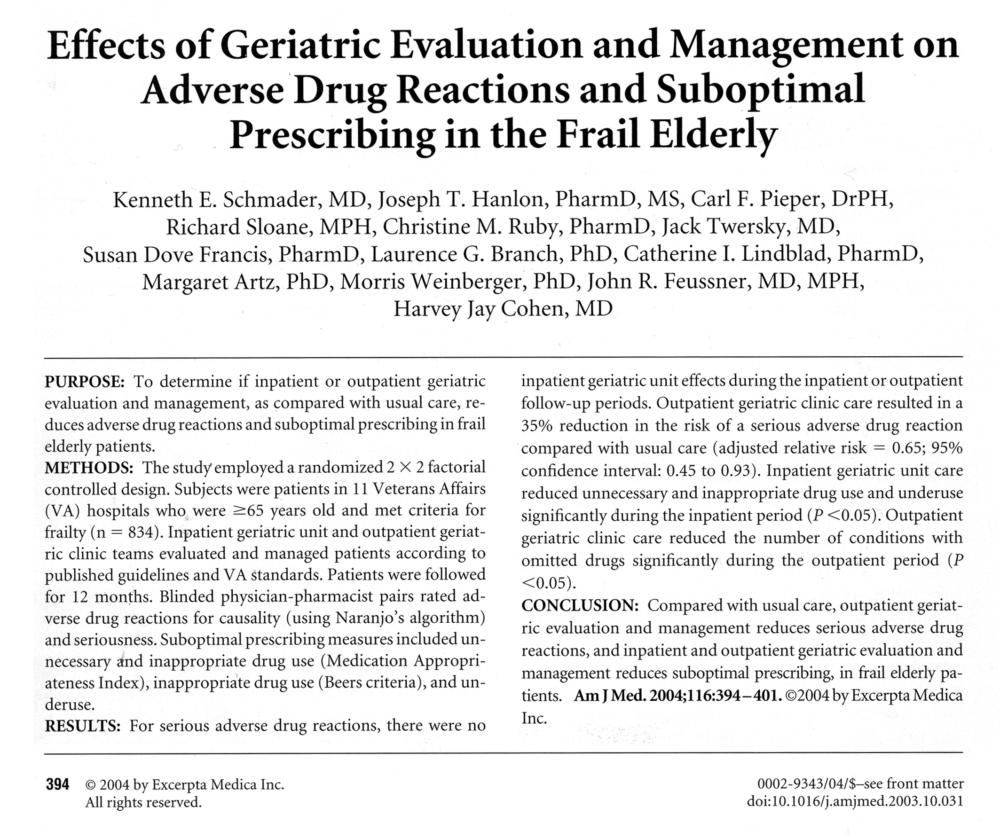 Effects of Geriatric Evaluation and Management on
Adverse Drug Reactions and Suboptimal
Prescribing in the Frail Elderly
Kenneth E. Schmader, MD, Joseph T. Hanlon, PharmD, MS, Carl F. Pieper, DrPH,
Richard Sloane, MPH, Christine M. Ruby, PharmD, Jack Twersky, MD,
Susan Dove Francis, PharmD, Laurence G. Branch, PhD, Catherine I. Lindblad, PharmD,
Margaret Artz, PhD, Morris Weinberger, PhD, John R. Feussner, MD, MPH,
Harvey Jay Cohen, MD
PURPOSE: To determine if inpatient or outpatient geriatric
evaluation and management, as compared with usual care, re-
duces adverse drug reactions and suboptimal prescribing in frail
elderly patients.
METHODS: The study employed a randomized 2 × 2 factorial
controlled design. Subjects were patients in 11 Veterans Affairs
(VA) hospitals who were ≥65 years old and met criteria for
frailty (n = 834). Inpatient geriatric unit and outpatient geriat-
ric clinic teams evaluated and managed patients according to
published guidelines and VA standards. Patients were followed
for 12 months. Blinded physician-pharmacist pairs rated ad-
verse drug reactions for causality (using Naranjo's algorithm)
and seriousness. Suboptimal prescribing measures included un-
necessary and inappropriate drug use (Medication Appropri-
ateness Index), inappropriate drug use (Beers criteria), and un-
deruse.
RESULTS: For serious adverse drug reactions, there were no
inpatient geriatric unit effects during the inpatient or outpatient
follow-up periods. Outpatient geriatric clinic care resulted in a
35% reduction in the risk of a serious adverse drug reaction
compared with usual care (adjusted relative risk = 0.65; 95%
confidence interval: 0.45 to 0.93). Inpatient geriatric unit care
reduced unnecessary and inappropriate drug use and underuse
significantly during the inpatient period (P <0.05). Outpatient
geriatric clinic care reduced the number of conditions with
omitted drugs significantly during the outpatient period (P
<0.05).
CONCLUSION: Compared with usual care, outpatient geriat-
ric evaluation and management reduces serious adverse drug
reactions, and inpatient and outpatient geriatric evaluation and
management reduces suboptimal prescribing, in frail elderly pa-
tients. Am J Med. 2004;116:394–401. ©2004 by Excerpta Medica
Inc.
394 © 2004 by Excerpta Medica Inc.
All rights reserved.
0002-9343/04/$–see front matter
doi:10.1016/j.amjmed.2003.10.031